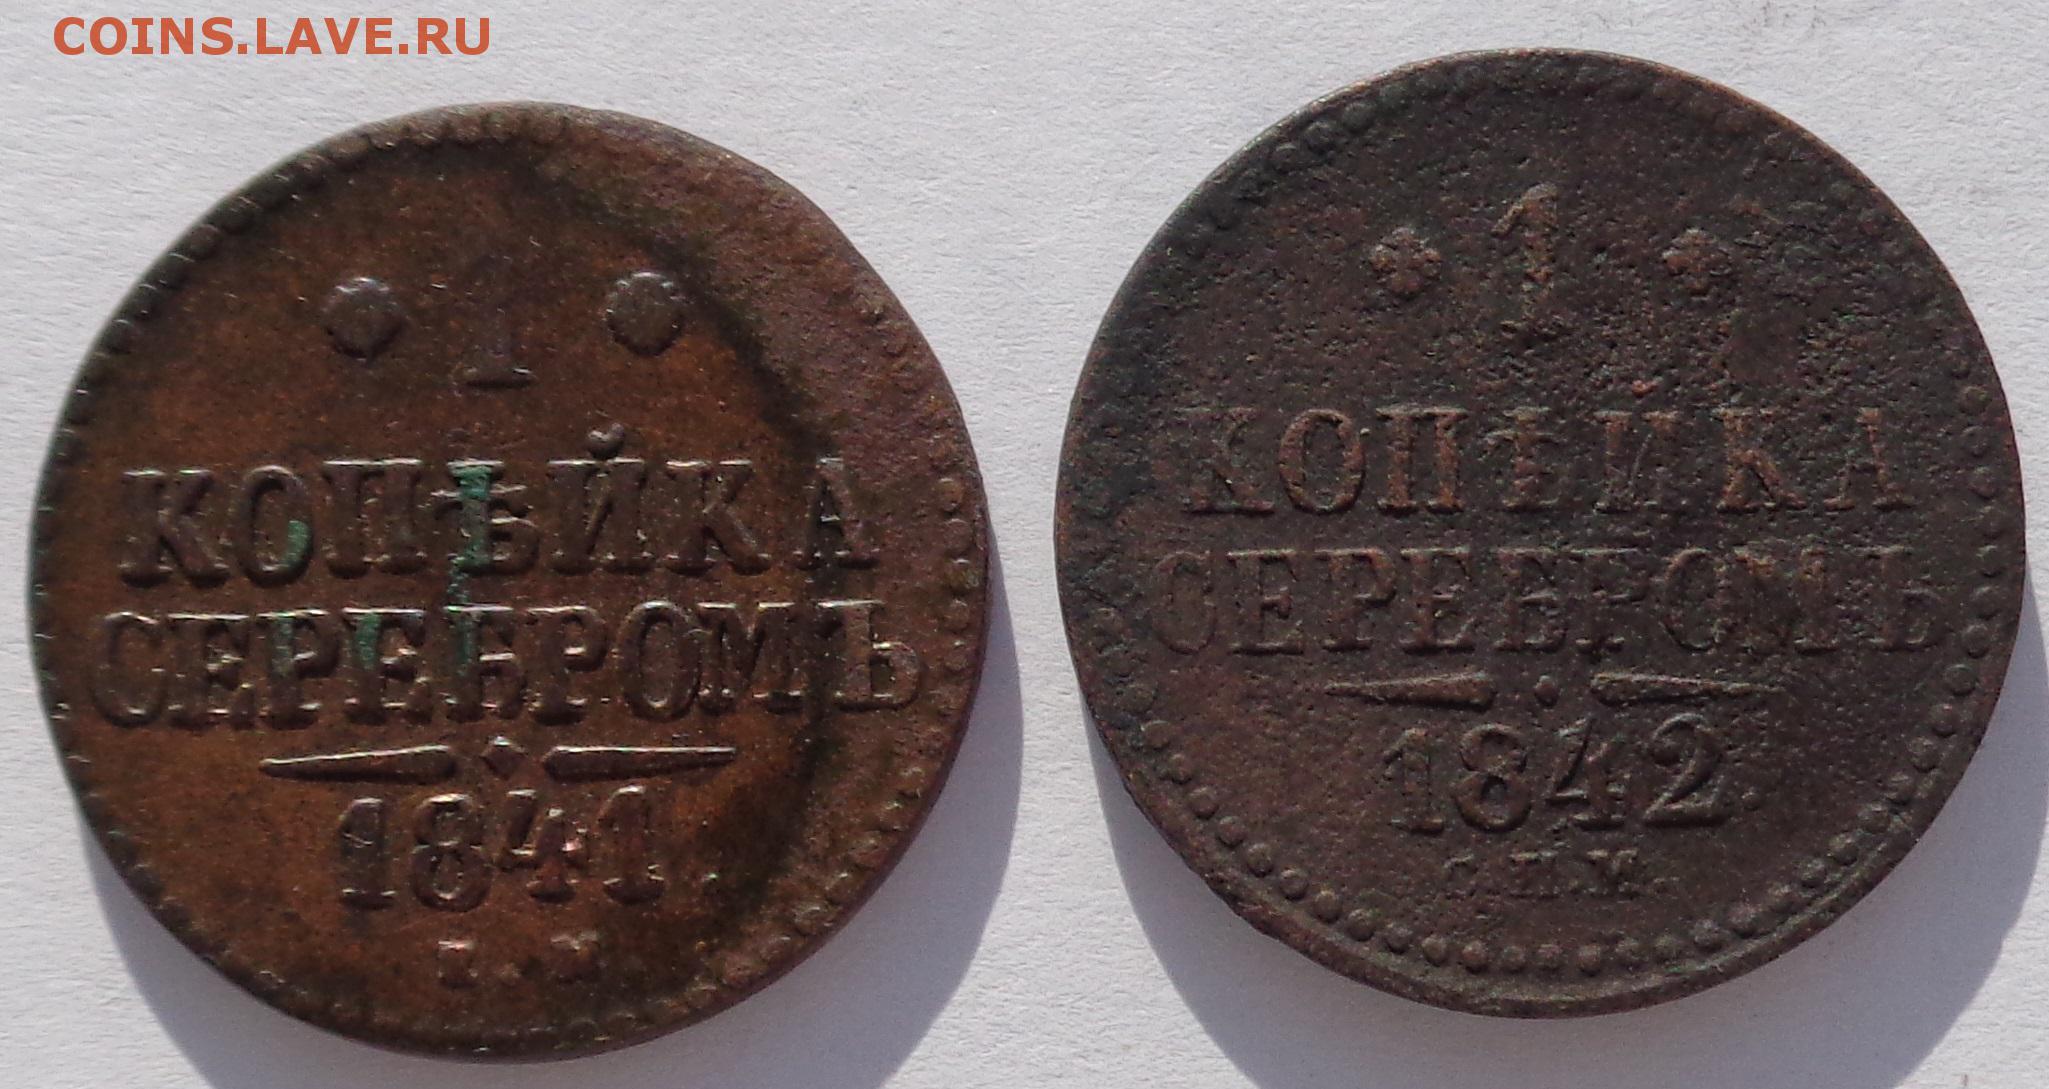 COINS.LAVE.RU
1
КОПѢЙКА
СЕРЕБРОМЪ
1841.
1
КОПѢЙКА
СЕРЕБРОМЪ
1842.
С.П.М.